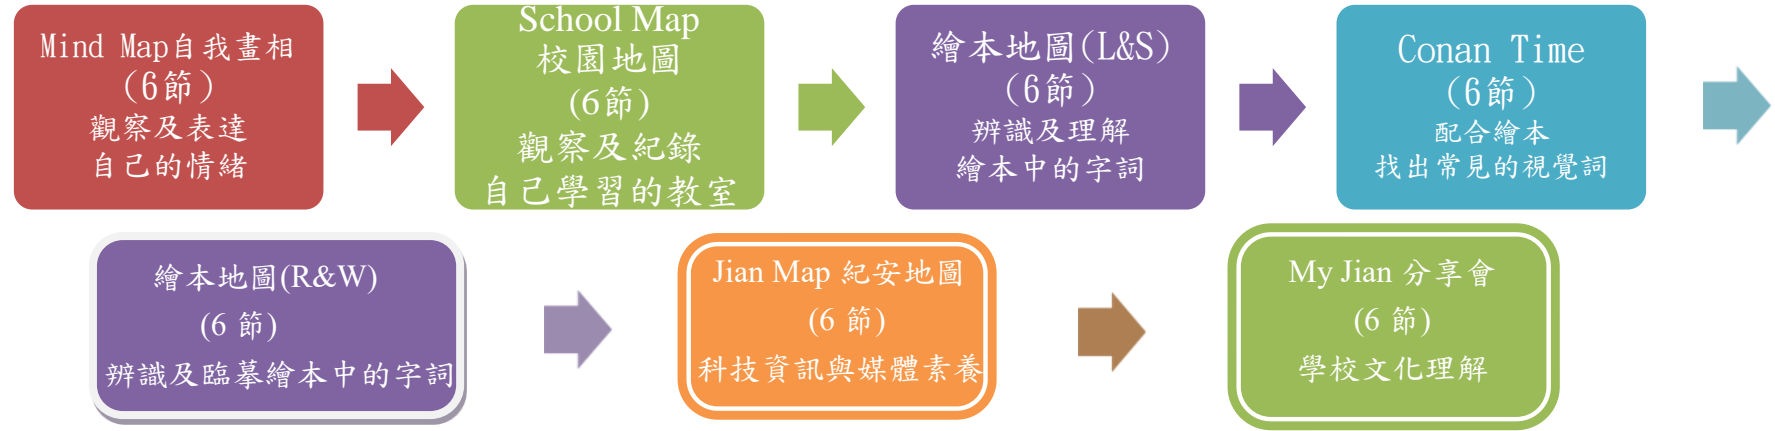 Mind Map自我畫相
(6節)
觀察及表達
自己的情緒
School Map
校園地圖
(6節)
觀察及紀錄
自己學習的教室
繪本地圖(L&S)
(6節)
辨識及理解
繪本中的字詞
Conan Time
(6節)
配合繪本
找出常見的視覺詞
繪本地圖(R&W)
(6 節)
辨識及臨摹繪本中的字詞
Jian Map 紀安地圖
(6 節)
科技資訊與媒體素養
My Jian 分享會
(6 節)
學校文化理解